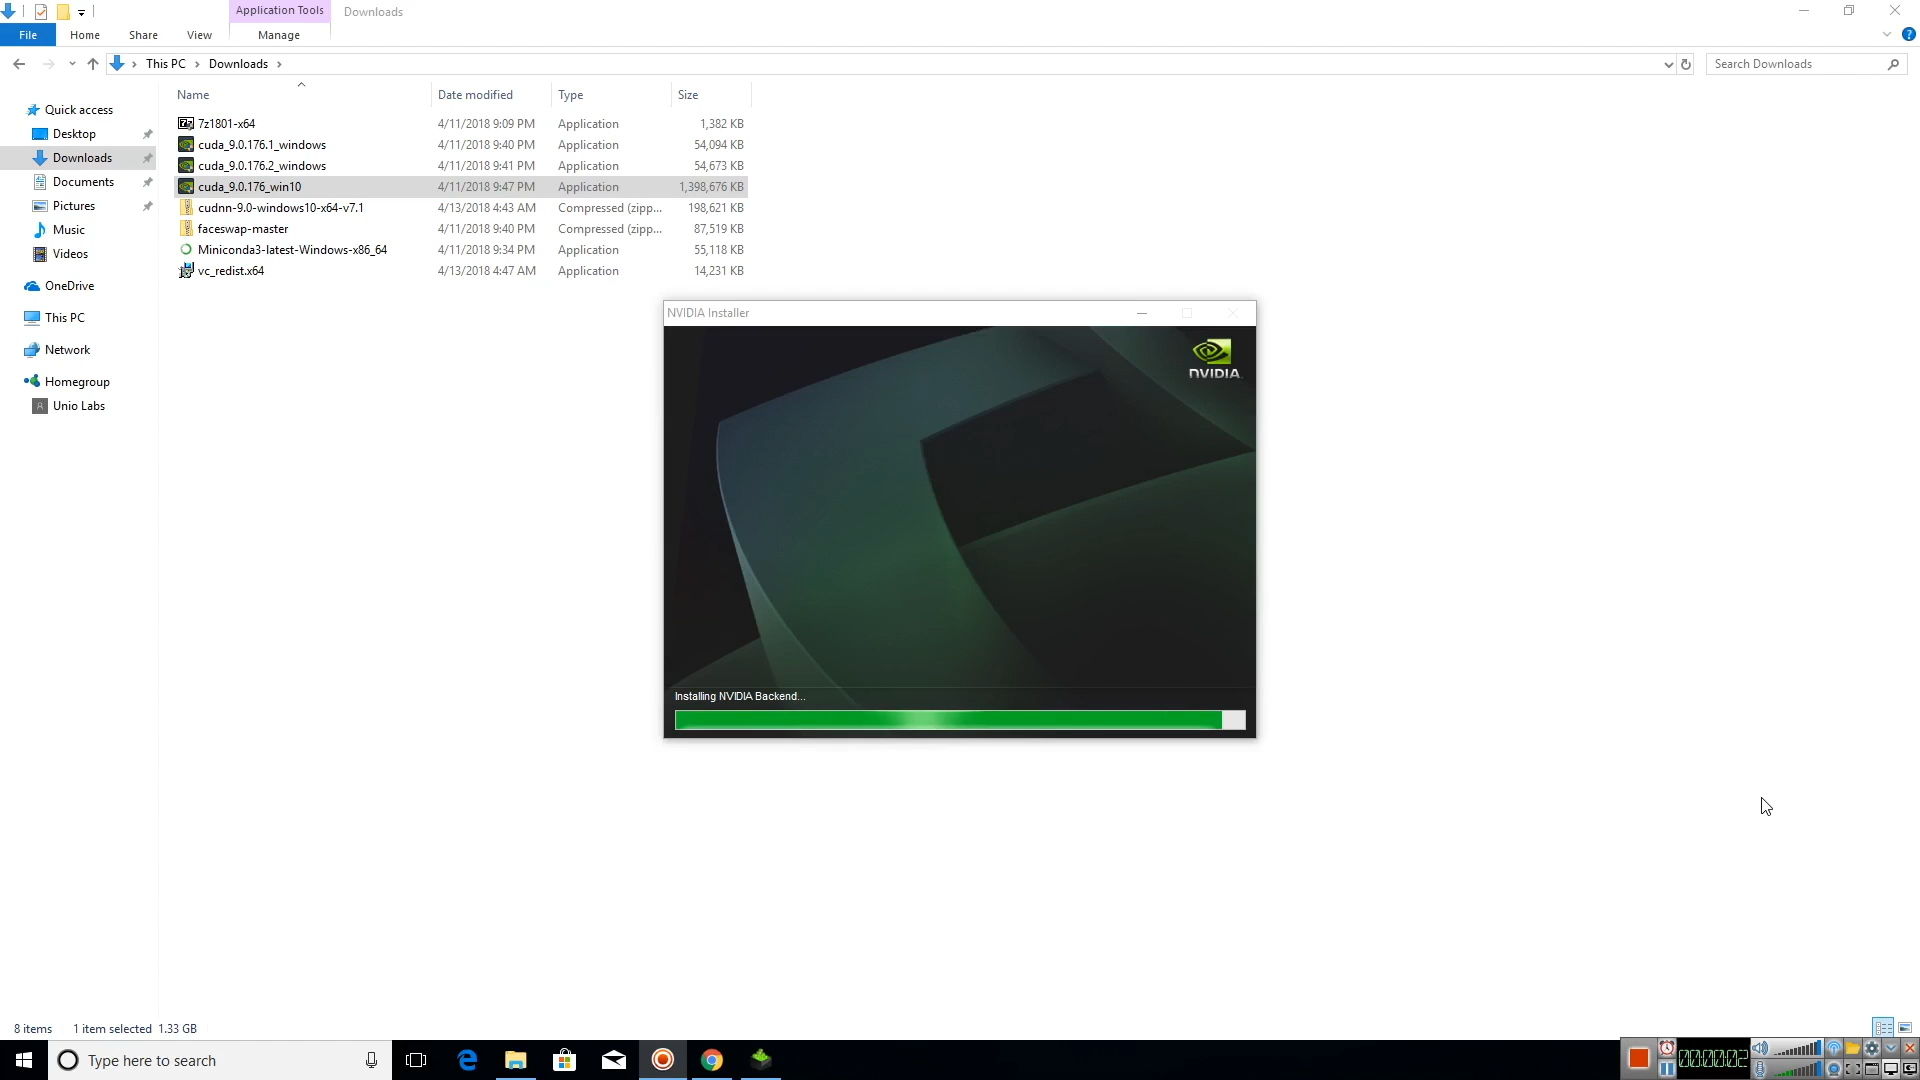 Application Tools
Downloads
File Home Share View Manage
This PC Downloads
Search Downloads
Name Date modified Type Size
7z1801-x64 4/11/2018 9:09 PM Application 1,382 KB
cuda_9.0.176.1_windows 4/11/2018 9:40 PM Application 54,094 KB
cuda_9.0.176.2_windows 4/11/2018 9:41 PM Application 54,673 KB
cuda_9.0.176_win10 4/11/2018 9:47 PM Application 1,398,676 KB
cudnn-9.0-windows10-x64-v7.1 4/13/2018 4:43 AM Compressed (zipp... 198,621 KB
faceswap-master 4/11/2018 9:40 PM Compressed (zipp... 87,519 KB
Miniconda3-latest-Windows-x86_64 4/11/2018 9:34 PM Application 55,118 KB
vc_redist.x64 4/13/2018 4:47 AM Application 14,231 KB
Quick access
Desktop
Downloads
Documents
Pictures
Music
Videos
OneDrive
This PC
Network
Homegroup
Unio Labs
NVIDIA Installer
NVIDIA
Installing NVIDIA Backend...
8 items 1 item selected 1.33 GB
Type here to search
00:00:02